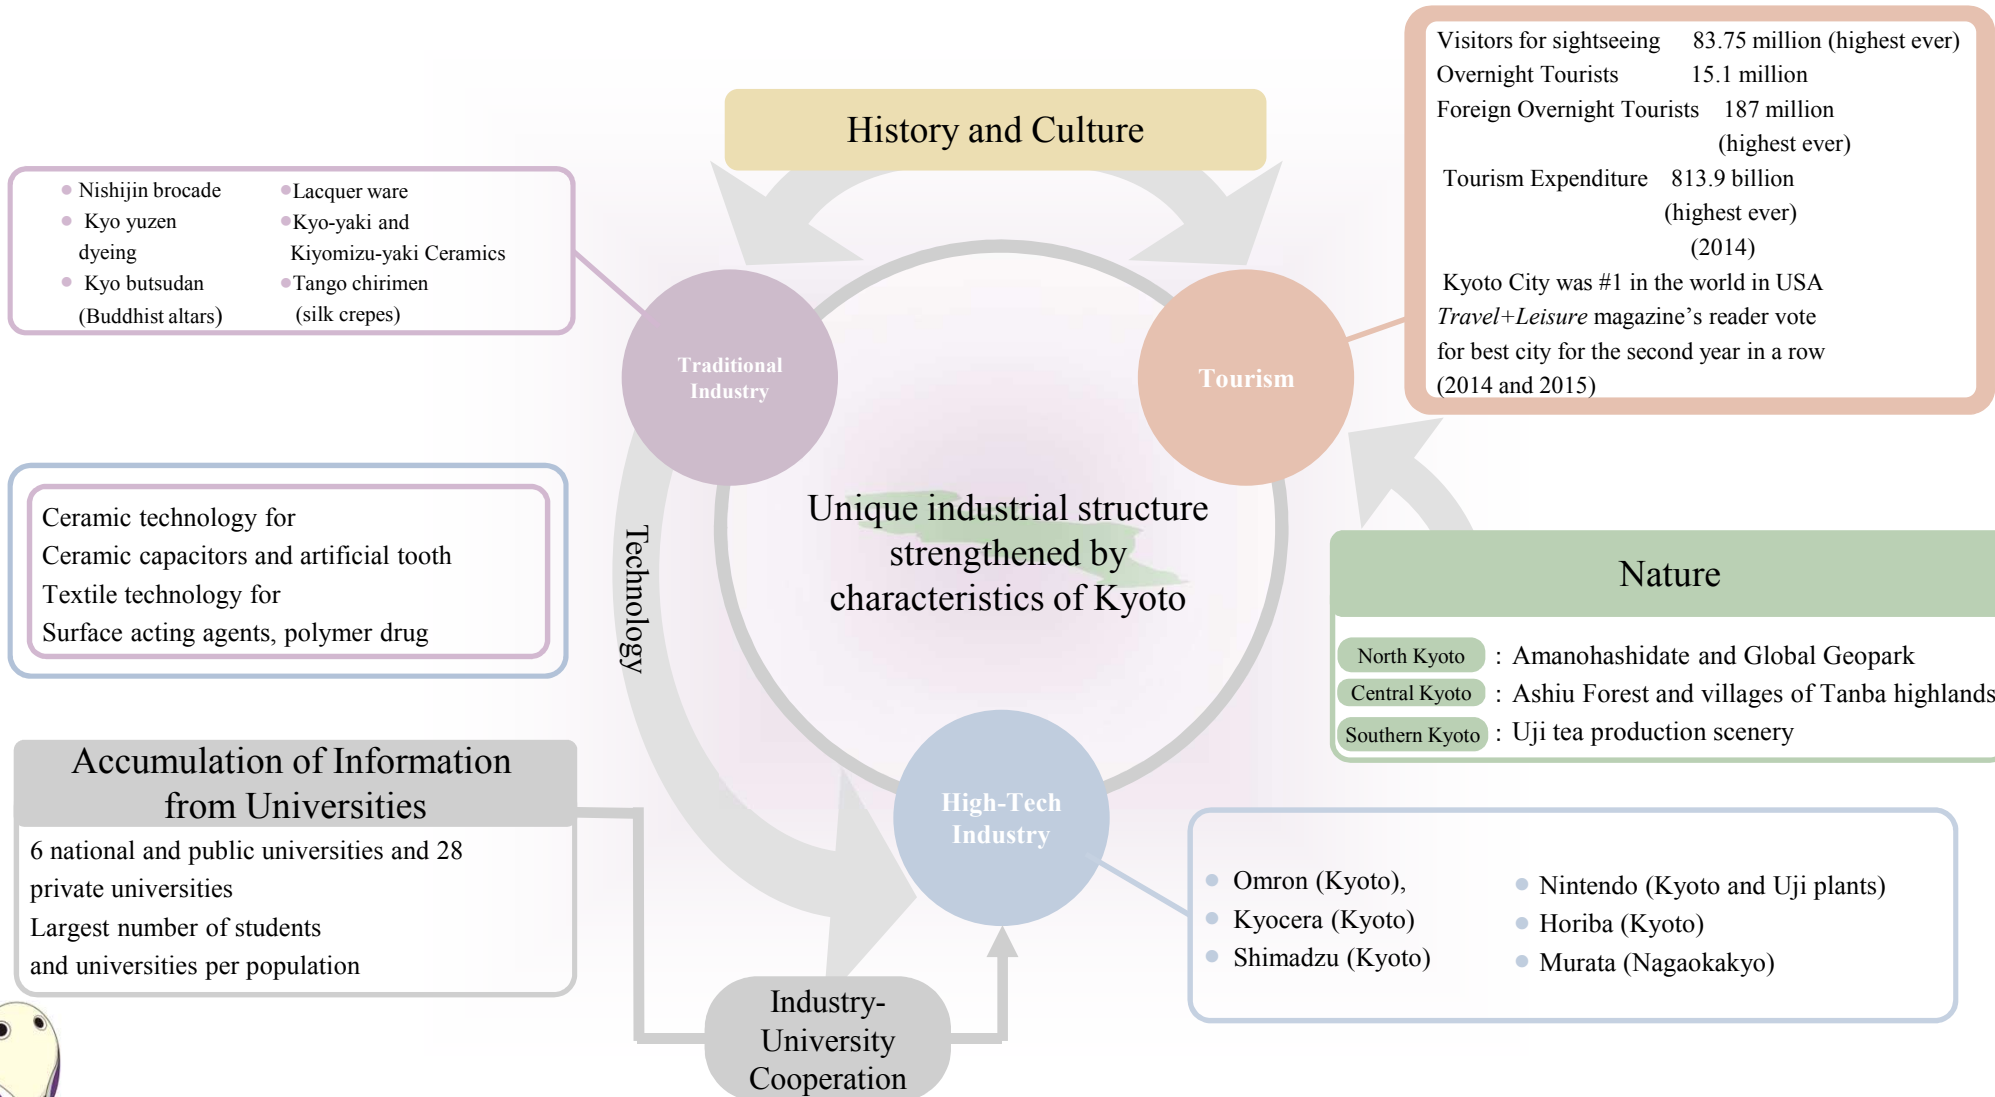 History and Culture
Nishijin brocade
Kyo yuzen
dyeing
Kyo butsudan
(Buddhist altars)
Lacquer ware
Kyo-yaki and
Kiyomizu-yaki Ceramics
Tango chirimen
(silk crepes)
Traditional
Industry
Tourism
Visitors for sightseeing 83.75 million (highest ever)
Overnight Tourists 15.1 million
Foreign Overnight Tourists 187 million
(highest ever)
Tourism Expenditure 813.9 billion
(highest ever)
(2014)
Kyoto City was #1 in the world in USA
Travel+Leisure magazine’s reader vote
for best city for the second year in a row
(2014 and 2015)
Ceramic technology for
Ceramic capacitors and artificial tooth
Textile technology for
Surface acting agents, polymer drug
Technology
Unique industrial structure
strengthened by
characteristics of Kyoto
Nature
North Kyoto : Amanohashidate and Global Geopark
Central Kyoto : Ashiu Forest and villages of Tanba highlands
Southern Kyoto : Uji tea production scenery
Accumulation of Information
from Universities
6 national and public universities and 28
private universities
Largest number of students
and universities per population
High-Tech
Industry
Omron (Kyoto),
Kyocera (Kyoto)
Shimadzu (Kyoto)
Nintendo (Kyoto and Uji plants)
Horiba (Kyoto)
Murata (Nagaokakyo)
Industry-
University
Cooperation